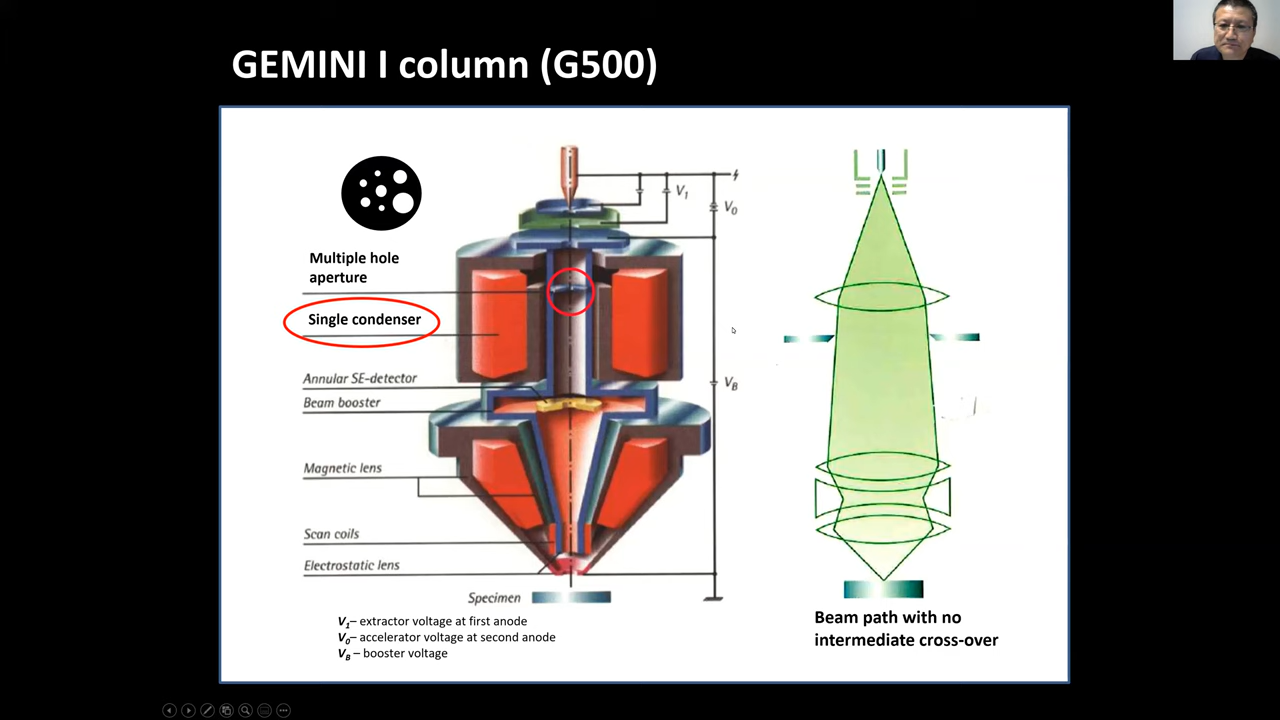 GEMINI I column (G500)
Multiple hole
aperture
Single condenser
Annular SE-detector
Beam booster
Magnetic lens
Scan coils
Electrostatic lens
Specimen
V1
V0
VB
V1– extractor voltage at first anode
V0– accelerator voltage at second anode
VB – booster voltage
Beam path with no
intermediate cross-over